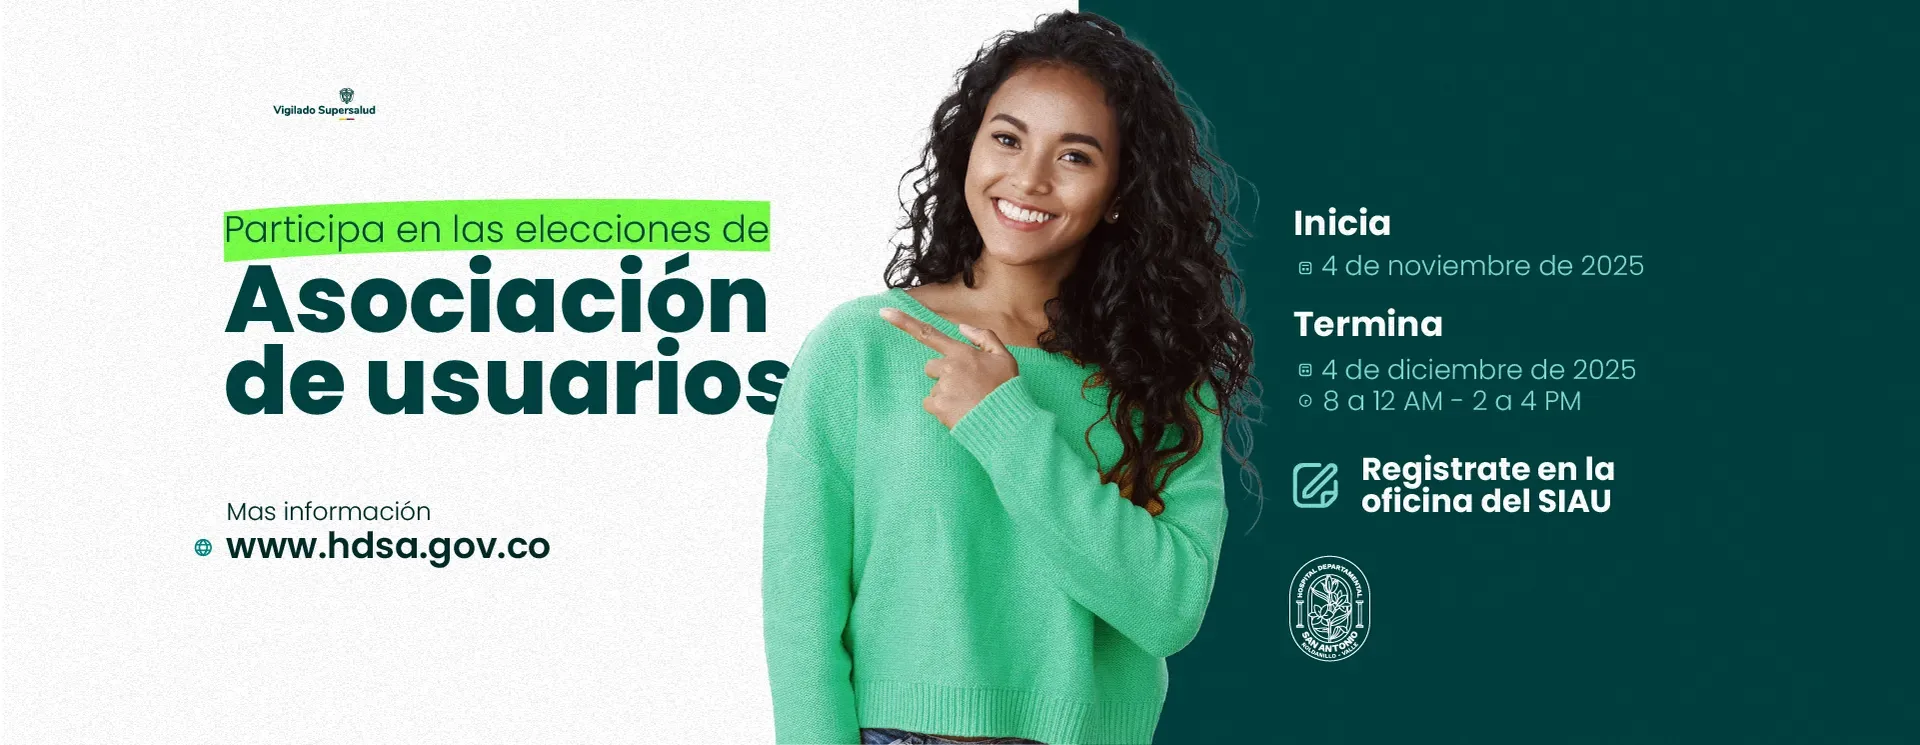 Vigilado Supersalud
Participa en las elecciones de
Asociación
de usuarios
Mas información
www.hdsa.gov.co
Inicia
4 de noviembre de 2025
Termina
4 de diciembre de 2025
8 a 12 AM - 2 a 4 PM
Registrate en la
oficina del SIAU
HOSPITAL DEPARTAMENTAL
SAN ANTONIO
ROLDANILLO - VALLE